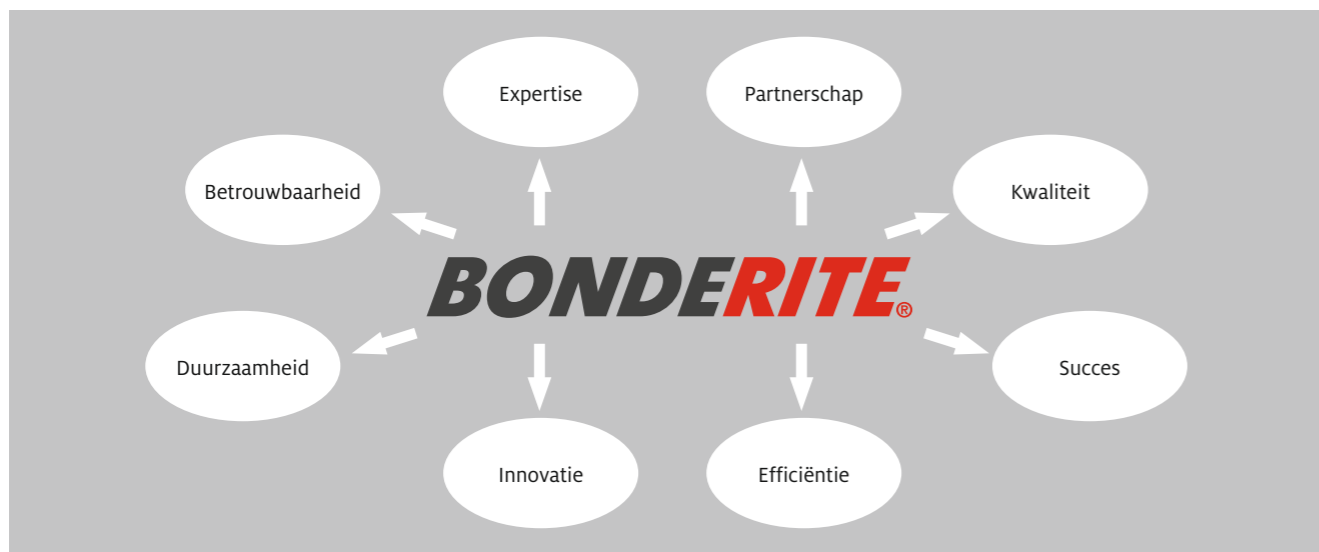 Expertise
Partnerschap
Betrouwbaarheid
Kwaliteit
BONDERITE®
Duurzaamheid
Succes
Innovatie
Efficiëntie